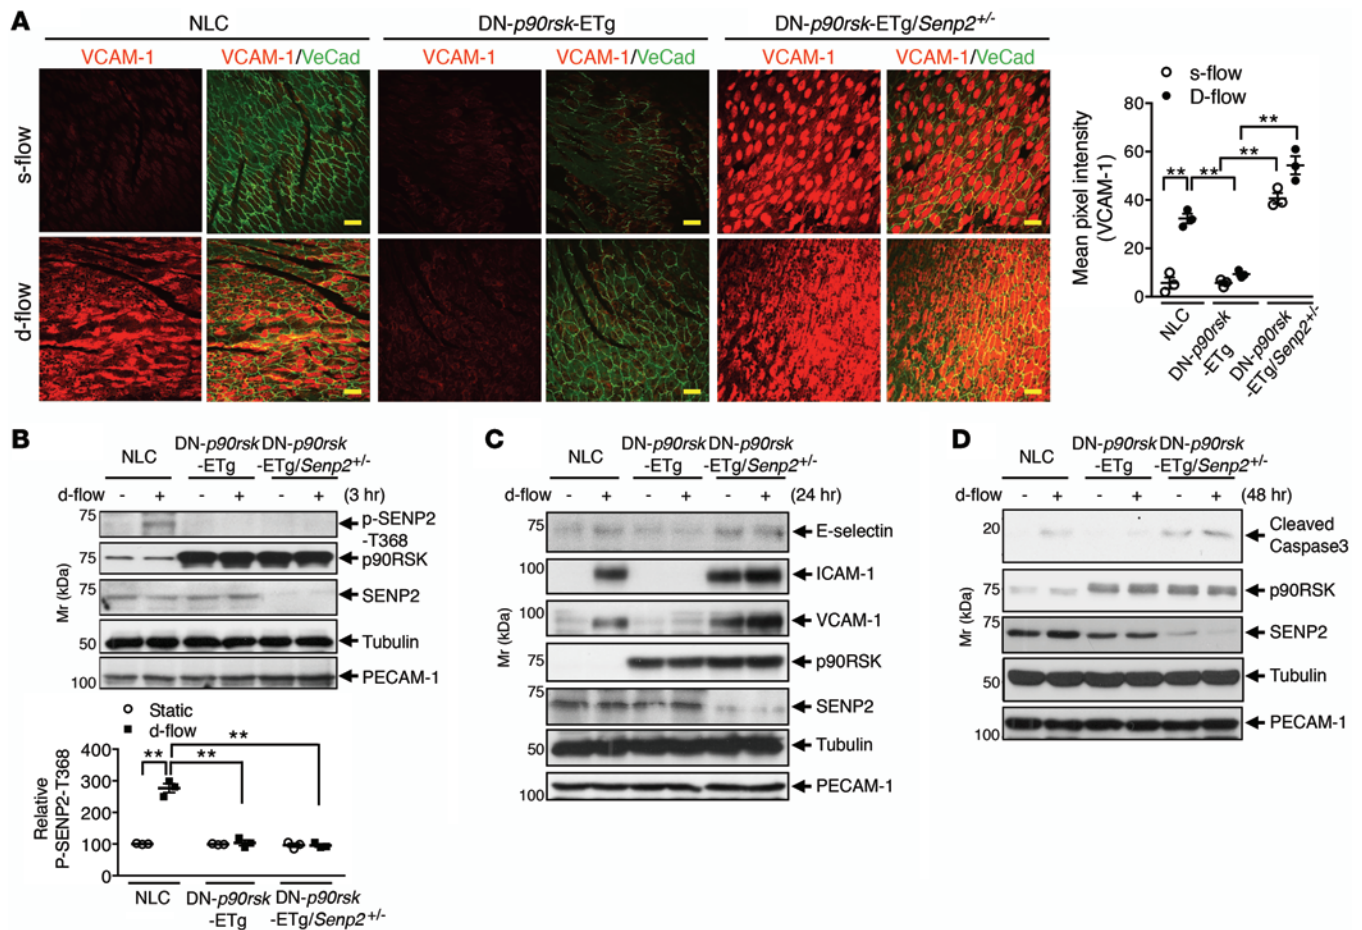 A
NLC
DN-p90rsk-ETg
DN-p90rsk-ETg/Senp2+/-
VCAM-1
VCAM-1/VeCad
VCAM-1
VCAM-1/VeCad
VCAM-1
VCAM-1/VeCad
s-flow
d-flow
s-flow
D-flow
Mean pixel intensity
(VCAM-1)
80
60
40
20
0
**
**
**
**
NLC
DN-p90rsk
-ETg
DN-p90rsk
-ETg/Senp2+/-
B
NLC
DN-p90rsk
-ETg
DN-p90rsk
-ETg/Senp2+/-
d-flow - + - + - + (3 hr)
Mr (kDa)
75
p-SENP2
-T368
75
p90RSK
75
SENP2
50
Tubulin
100
PECAM-1
Static
d-flow
Relative
P-SENP2-T368
400
300
200
100
0
**
**
**
NLC
DN-p90rsk
-ETg
DN-p90rsk
-ETg/Senp2+/-
C
NLC
DN-p90rsk
-ETg
DN-p90rsk
-ETg/Senp2+/-
d-flow - + - + - + (24 hr)
Mr (kDa)
75
E-selectin
100
ICAM-1
100
VCAM-1
75
p90RSK
75
SENP2
50
Tubulin
100
PECAM-1
D
NLC
DN-p90rsk
-ETg
DN-p90rsk
-ETg/Senp2+/-
d-flow - + - + - + (48 hr)
Mr (kDa)
20
Cleaved
Caspase3
75
p90RSK
75
SENP2
50
Tubulin
100
PECAM-1